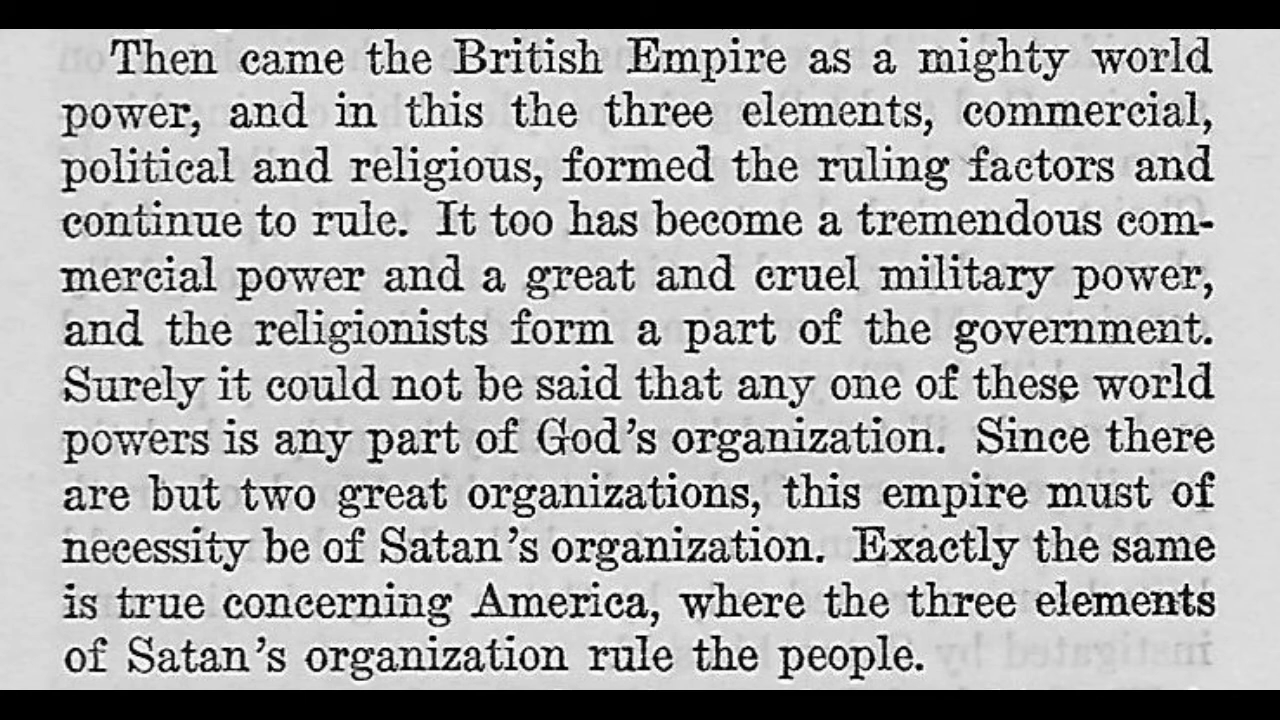 Then came the British Empire as a mighty world
power, and in this the three elements, commercial,
political and religious, formed the ruling factors and
continue to rule. It too has become a tremendous com-
mercial power and a great and cruel military power,
and the religionists form a part of the government.
Surely it could not be said that any one of these world
powers is any part of God's organization. Since there
are but two great organizations, this empire must of
necessity be of Satan's organization. Exactly the same
is true concerning America, where the three elements
of Satan's organization rule the people.